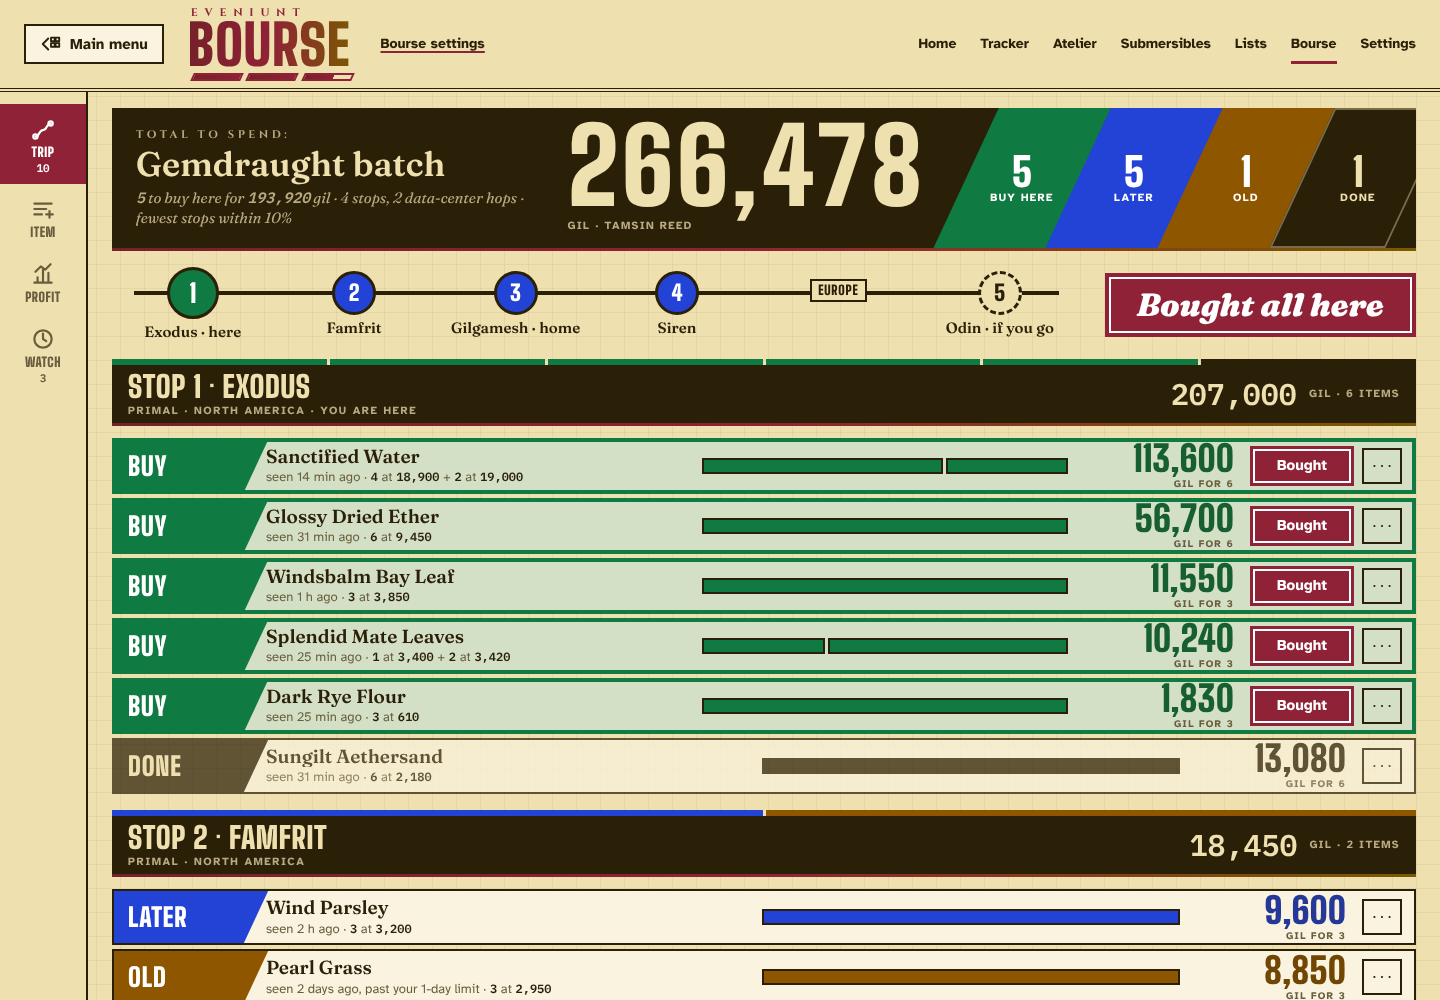 Main menu
EVENIUNT
BOURSE
Bourse settings
Home
Tracker
Atelier
Submersibles
Lists
Bourse
Settings
TRIP
10
ITEM
PROFIT
WATCH
3
TOTAL TO SPEND:
Gemdraught batch
5 to buy here for 193,920 gil · 4 stops, 2 data-center hops ·
fewest stops within 10%
266,478
GIL · TAMSIN REED
5
BUY HERE
5
LATER
1
OLD
1
DONE
1
Exodus · here
2
Famfrit
3
Gilgamesh · home
4
Siren
EUROPE
5
Odin · if you go
Bought all here
STOP 1 · EXODUS
PRIMAL · NORTH AMERICA · YOU ARE HERE
207,000 GIL · 6 ITEMS
BUY
Sanctified Water
seen 14 min ago · 4 at 18,900 + 2 at 19,000
113,600
GIL FOR 6
Bought
...
BUY
Glossy Dried Ether
seen 31 min ago · 6 at 9,450
56,700
GIL FOR 6
Bought
...
BUY
Windsbalm Bay Leaf
seen 1 h ago · 3 at 3,850
11,550
GIL FOR 3
Bought
...
BUY
Splendid Mate Leaves
seen 25 min ago · 1 at 3,400 + 2 at 3,420
10,240
GIL FOR 3
Bought
...
BUY
Dark Rye Flour
seen 25 min ago · 3 at 610
1,830
GIL FOR 3
Bought
...
DONE
Sungilt Aethersand
seen 31 min ago · 6 at 2,180
13,080
GIL FOR 6
...
STOP 2 · FAMFRIT
PRIMAL · NORTH AMERICA
18,450 GIL · 2 ITEMS
LATER
Wind Parsley
seen 2 h ago · 3 at 3,200
9,600
GIL FOR 3
...
OLD
Pearl Grass
seen 2 days ago, past your 1-day limit · 3 at 2,950
8,850
GIL FOR 3
...